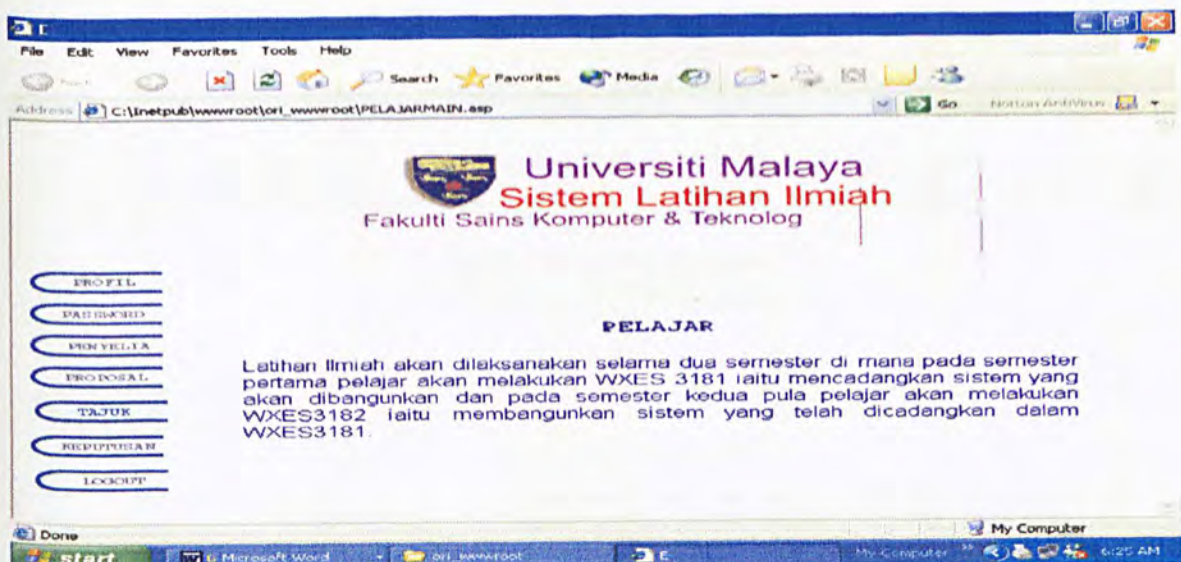 File Edit View Favorites Tools Help
Search Favorites Media
Address C:\Inetpub\wwwroot\ori_wwwroot\PELAJARMAIN.asp Go Norton AntiVirus
Universiti Malaya
Sistem Latihan Ilmiah
Fakulti Sains Komputer & Teknolog
PROFIL
PASSWORD
PENYELIA
PROPOSAL
TAJUK
KEPUTUSAN
LOGOUT
PELAJAR
Latihan Ilmiah akan dilaksanakan selama dua semester di mana pada semester
pertama pelajar akan melakukan WXES 3181 iaitu mencadangkan sistem yang
akan dibangunkan dan pada semester kedua pula pelajar akan melakukan
WXES3182 iaitu membangunkan sistem yang telah dicadangkan dalam
WXES3181.
Done My Computer
start 6 Microsoft Word ori_wwwroot My Computer 6:25 AM